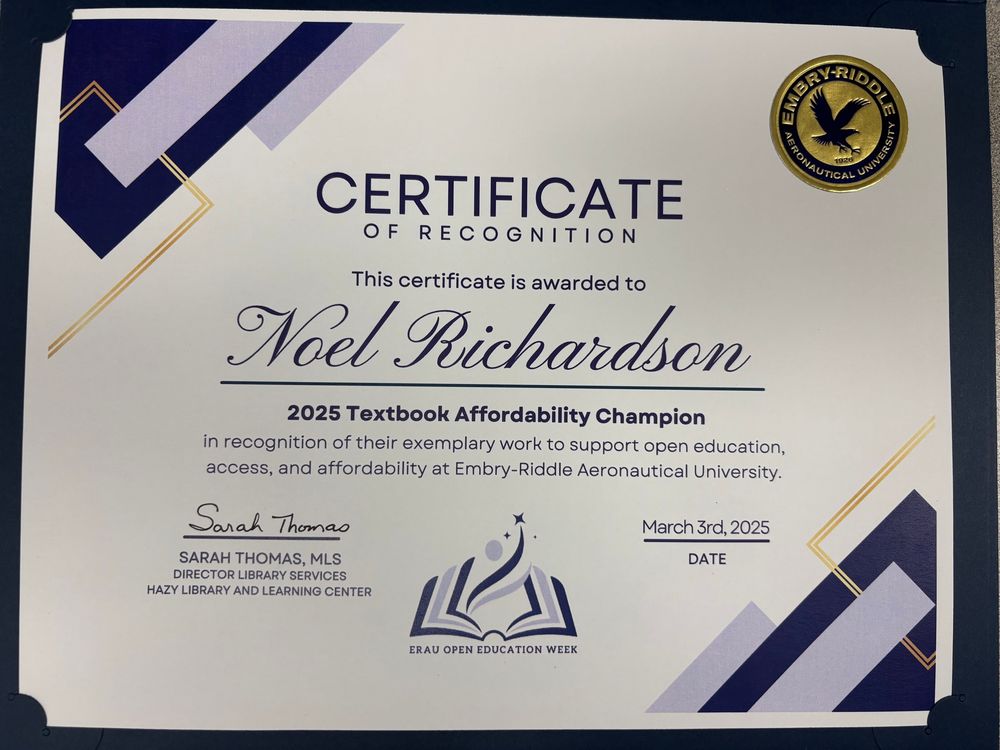 EMBRY-RIDDLE
AERONAUTICAL UNIVERSITY
1926
CERTIFICATE
OF RECOGNITION
This certificate is awarded to
Noel Richardson
2025 Textbook Affordability Champion
in recognition of their exemplary work to support open education,
access, and affordability at Embry-Riddle Aeronautical University.
Sarah Thomas
SARAH THOMAS, MLS
DIRECTOR LIBRARY SERVICES
HAZY LIBRARY AND LEARNING CENTER
March 3rd, 2025
DATE
ERAU OPEN EDUCATION WEEK